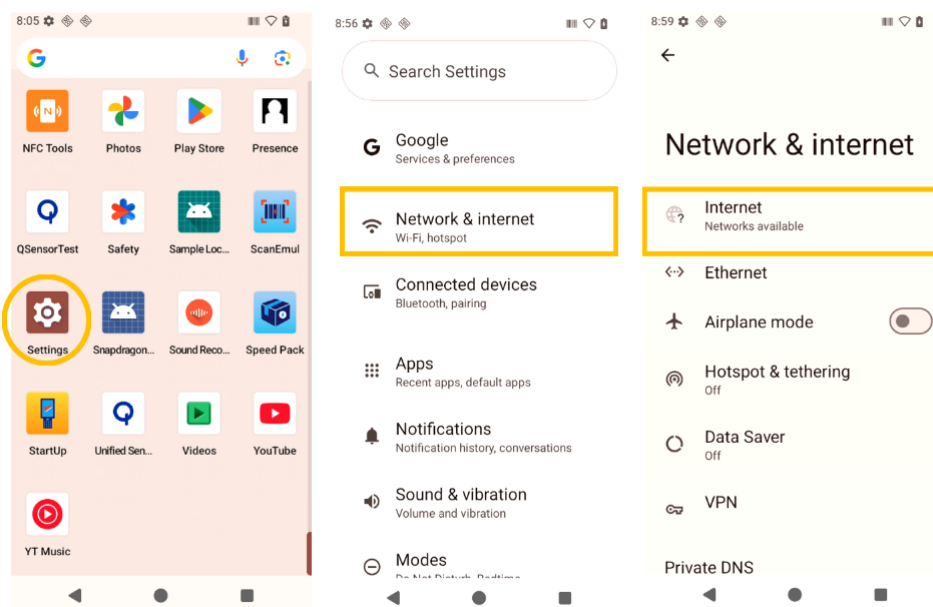 8:05
NFC Tools
Photos
Play Store
Presence
QSensorTest
Safety
Sample Loc...
ScanEmul
Settings
Snapdragon...
Sound Reco...
Speed Pack
StartUp
Unified Sen...
Videos
YouTube
YT Music
8:56
Search Settings
Google
Services & preferences
Network & internet
Wi-Fi, hotspot
Connected devices
Bluetooth, pairing
Apps
Recent apps, default apps
Notifications
Notification history, conversations
Sound & vibration
Volume and vibration
Modes
Do Not Disturb, Bedtime
8:59
Network & internet
Internet
Networks available
Ethernet
Airplane mode
Hotspot & tethering
Off
Data Saver
Off
VPN
Private DNS